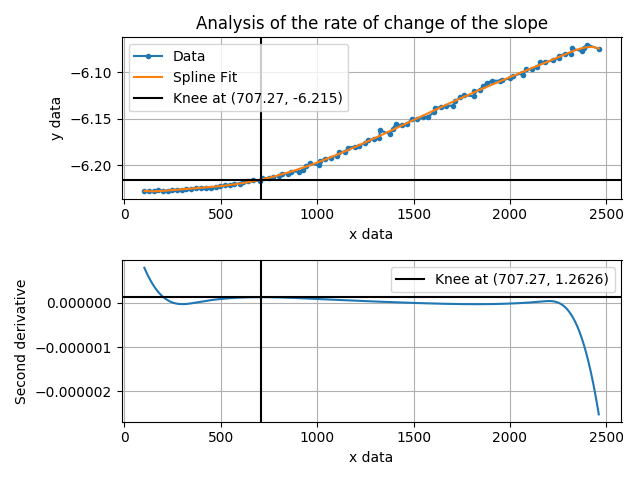 Analysis of the rate of change of the slope
Data
Spline Fit
Knee at (707.27, -6.215)
y data
−6.10
−6.15
−6.20
0 500 1000 1500 2000 2500
x data
Knee at (707.27, 1.2626)
Second derivative
0.000000
−0.000001
−0.000002
0 500 1000 1500 2000 2500
x data